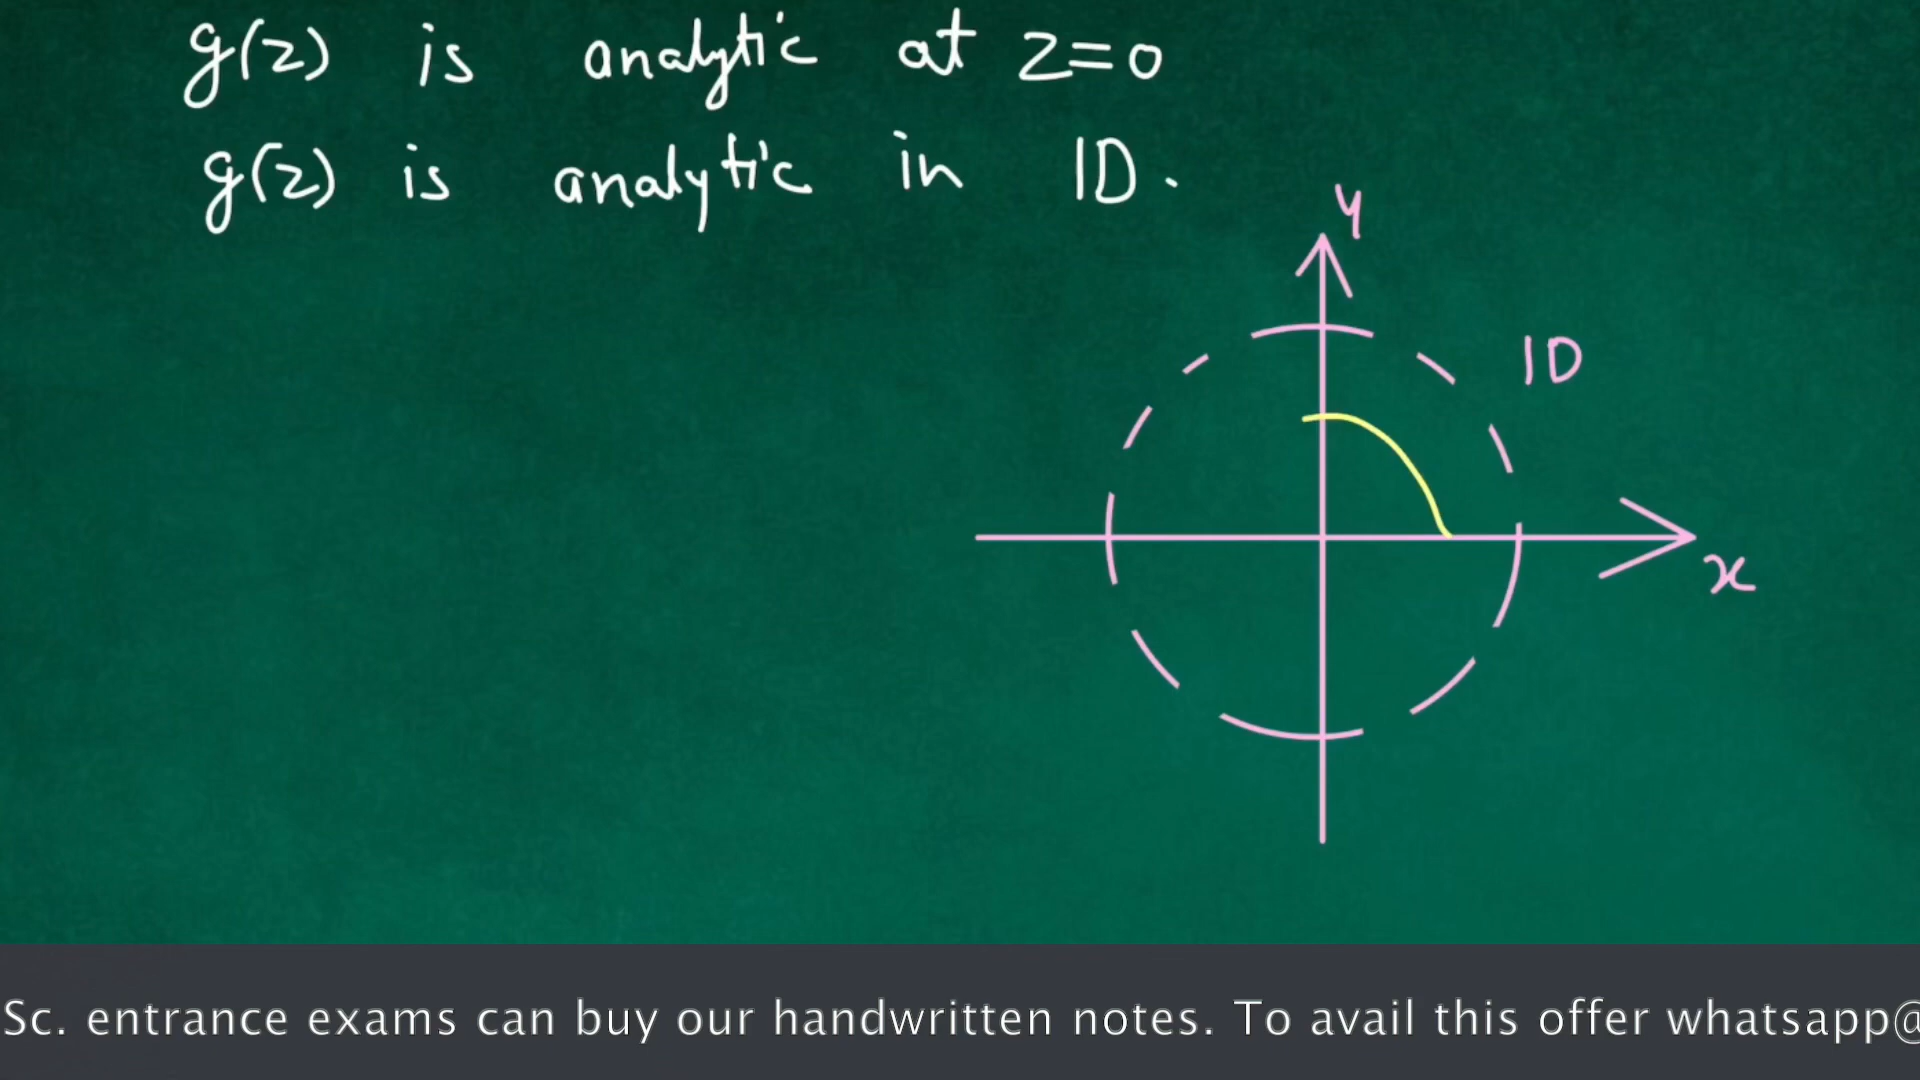 g(z) is analytic at z=0
g(z) is analytic in ID.
y
ID
x
Sc. entrance exams can buy our handwritten notes. To avail this offer whatsapp@